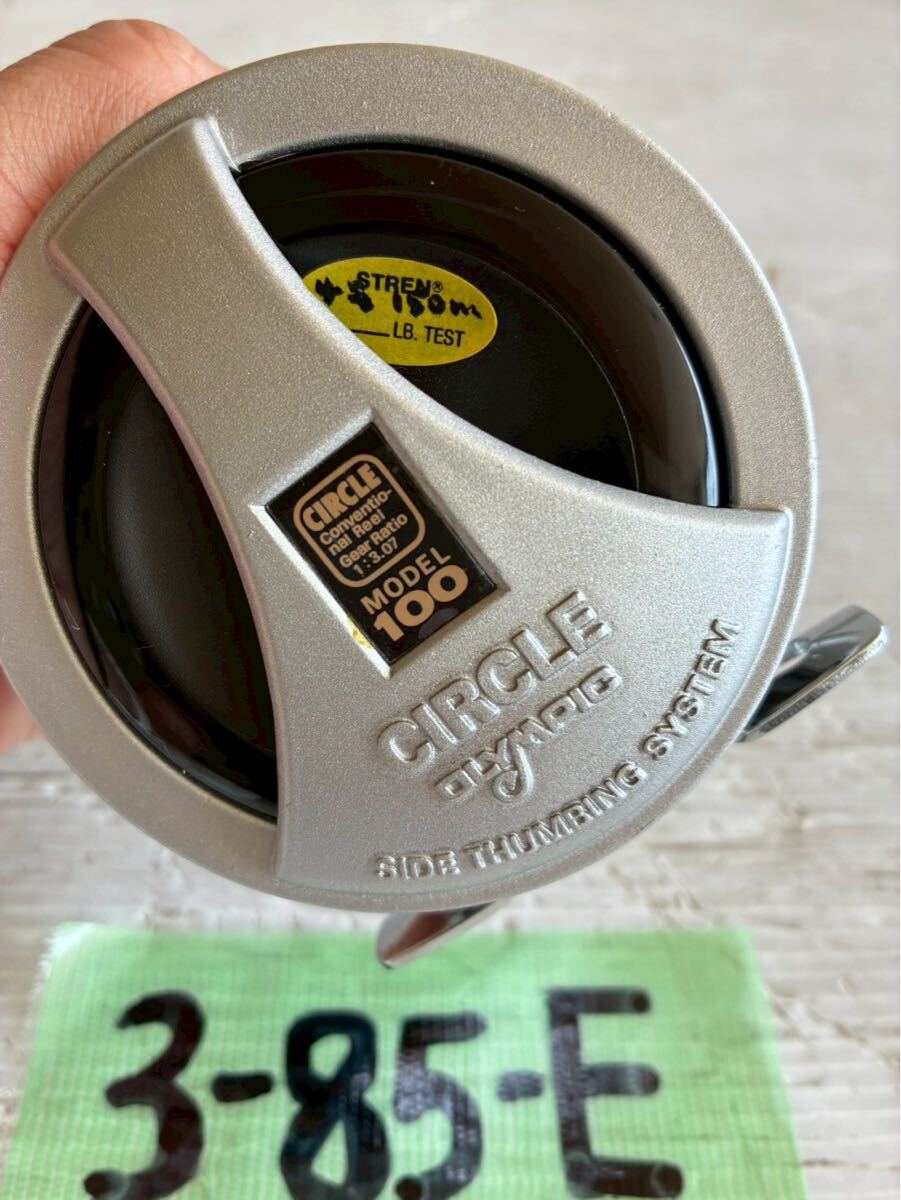 STREN®
150m
LB. TEST
CIRCLE
Conventio-
nal Reel
Gear Ratio
1:3.07
MODEL
100
CIRCLE
OLYMPIC
SIDE THUMBING SYSTEM
3-85-E